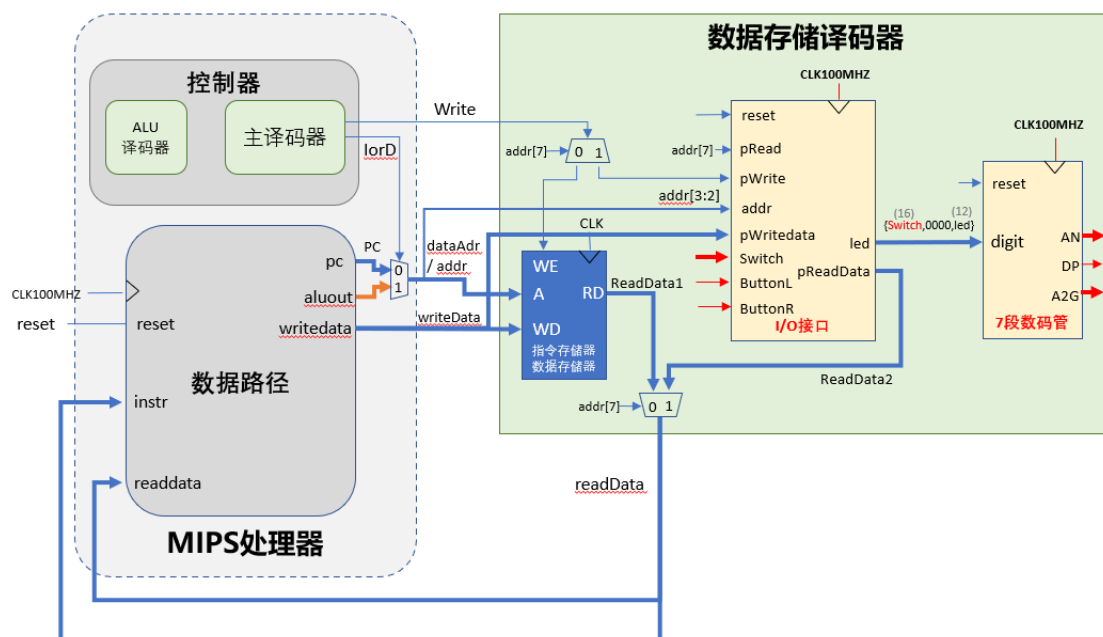 数据存储译码器
控制器
ALU
译码器
主译码器
Write
IorD
addr[7]
0 1
CLK100MHZ
reset
pRead
addr[7]
pWrite
addr[3:2]
addr
pWritedata
led
Switch
pReadData
ButtonL
ButtonR
I/O接口
CLK100MHZ
reset
(16)
(12)
{Switch,0000,led}
digit
AN
DP
A2G
7段数码管
PC
pc
0
1
dataAdr
/ addr
aluout
CLK100MHZ
reset
reset
writedata
writeData
数据路径
instr
readdata
MIPS处理器
CLK
WE
A
RD
WD
指令存储器
数据存储器
ReadData1
ReadData2
addr[7]
0 1
readData